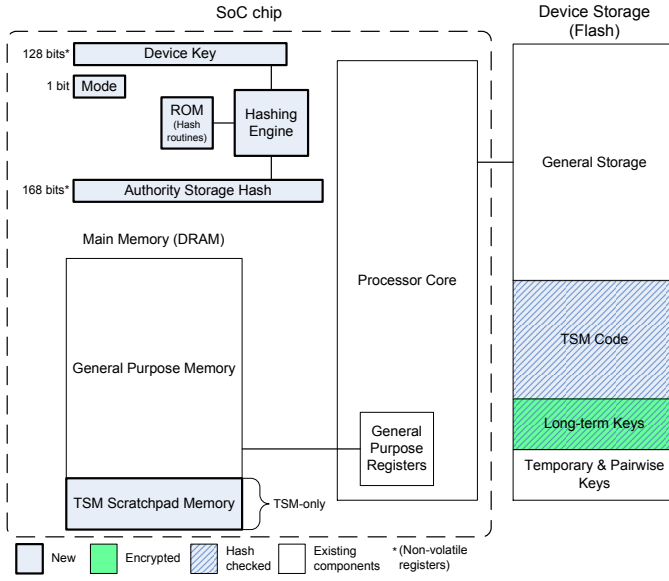 SoC chip
Device Storage
(Flash)
128 bits*
Device Key
1 bit
Mode
ROM
(Hash
routines)
Hashing
Engine
168 bits*
Authority Storage Hash
Main Memory (DRAM)
General Purpose Memory
TSM Scratchpad Memory
TSM-only
Processor Core
General
Purpose
Registers
General Storage
TSM Code
Long-term Keys
Temporary & Pairwise
Keys
New
Encrypted
Hash
checked
Existing
components
* (Non-volatile
registers)